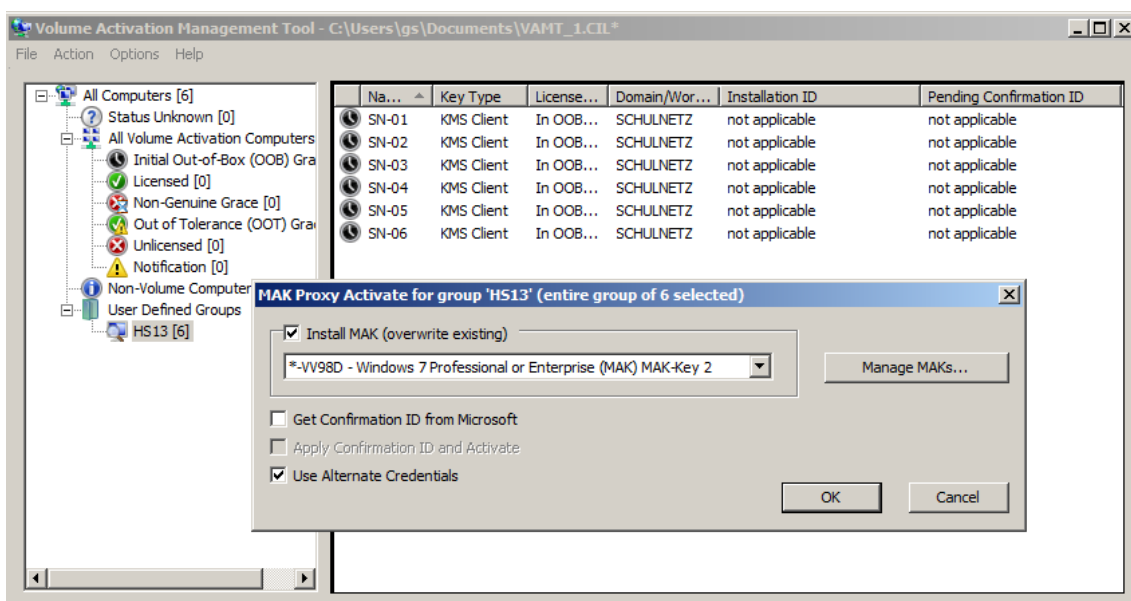 Volume Activation Management Tool - C:\Users\gs\Documents\VAMT_1.CIL*
File Action Options Help
All Computers [6]
Status Unknown [0]
All Volume Activation Computers
Initial Out-of-Box (OOB) Gra
Licensed [0]
Non-Genuine Grace [0]
Out of Tolerance (OOT) Gra
Unlicensed [0]
Notification [0]
Non-Volume Computer
User Defined Groups
HS13 [6]
Na... Key Type License... Domain/Wor... Installation ID Pending Confirmation ID
SN-01 KMS Client In OOB... SCHULNETZ not applicable not applicable
SN-02 KMS Client In OOB... SCHULNETZ not applicable not applicable
SN-03 KMS Client In OOB... SCHULNETZ not applicable not applicable
SN-04 KMS Client In OOB... SCHULNETZ not applicable not applicable
SN-05 KMS Client In OOB... SCHULNETZ not applicable not applicable
SN-06 KMS Client In OOB... SCHULNETZ not applicable not applicable
MAK Proxy Activate for group 'HS13' (entire group of 6 selected)
Install MAK (overwrite existing)
*-VV98D - Windows 7 Professional or Enterprise (MAK) MAK-Key 2
Manage MAKs...
Get Confirmation ID from Microsoft
Apply Confirmation ID and Activate
Use Alternate Credentials
OK Cancel